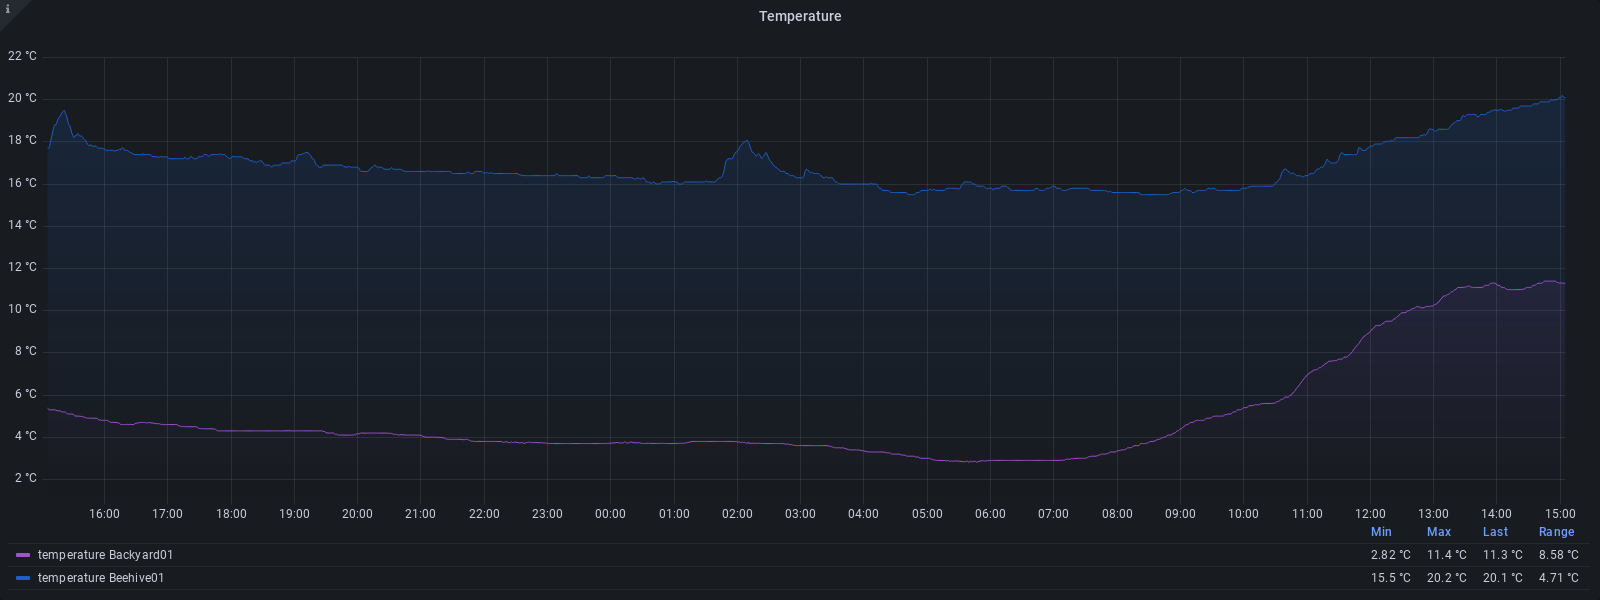 i
Temperature
22 °C
20 °C
18 °C
16 °C
14 °C
12 °C
10 °C
8 °C
6 °C
4 °C
2 °C
16:00 17:00 18:00 19:00 20:00 21:00 22:00 23:00 00:00 01:00 02:00 03:00 04:00 05:00 06:00 07:00 08:00 09:00 10:00 11:00 12:00 13:00 14:00 15:00
Min Max Last Range
temperature Backyard01 2.82 °C 11.4 °C 11.3 °C 8.58 °C
temperature Beehive01 15.5 °C 20.2 °C 20.1 °C 4.71 °C